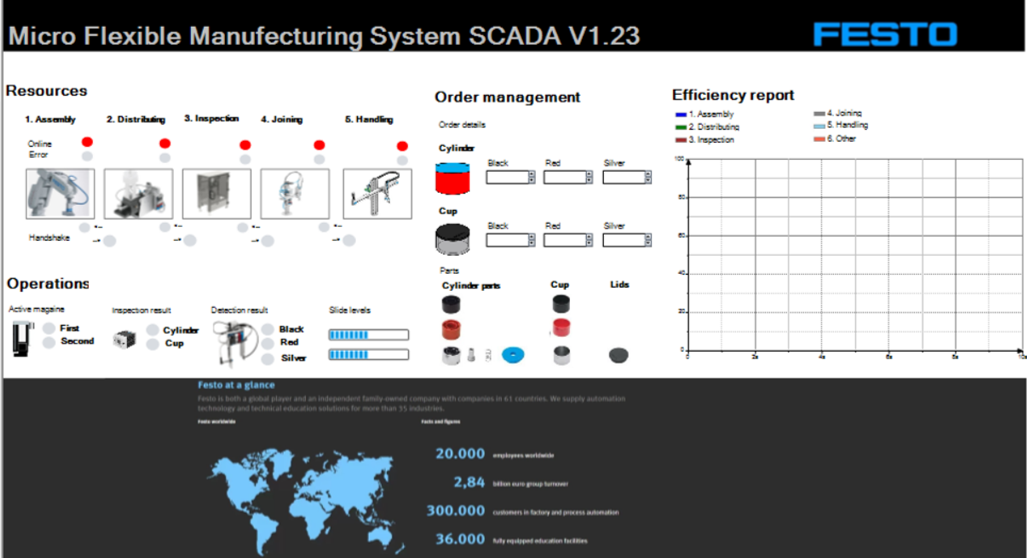 Micro Flexible Manufecturing System SCADA V1.23
FESTO
Resources
1. Assembly
2. Distributing
3. Inspection
4. Joining
5. Handling
Online
Error
Handshake
Operations
Active magaine
First
Second
Inspection result
Cylinder
Cup
Detection result
Black
Red
Silver
Slide levels
Order management
Order details
Cylinder
Black
Red
Silver
Cup
Black
Red
Silver
Parts
Cylinder parts
Cup
Lids
Efficiency report
1. Assembly
2. Distributing
3. Inspection
4. Joining
5. Handling
6. Other
100
80
60
40
20
0
0
2s
4s
6s
8s
Festo at a glance
Festo is both a global player and an independent family-owned company with companies in 61 countries. We supply automation
technology and technical education solutions for more than 35 industries.
Festo worldwide
Facts and figures
20.000 employees worldwide
2,84 billion euro group turnover
300.000 customers in factory and process automation
36.000 fully equipped education facilities